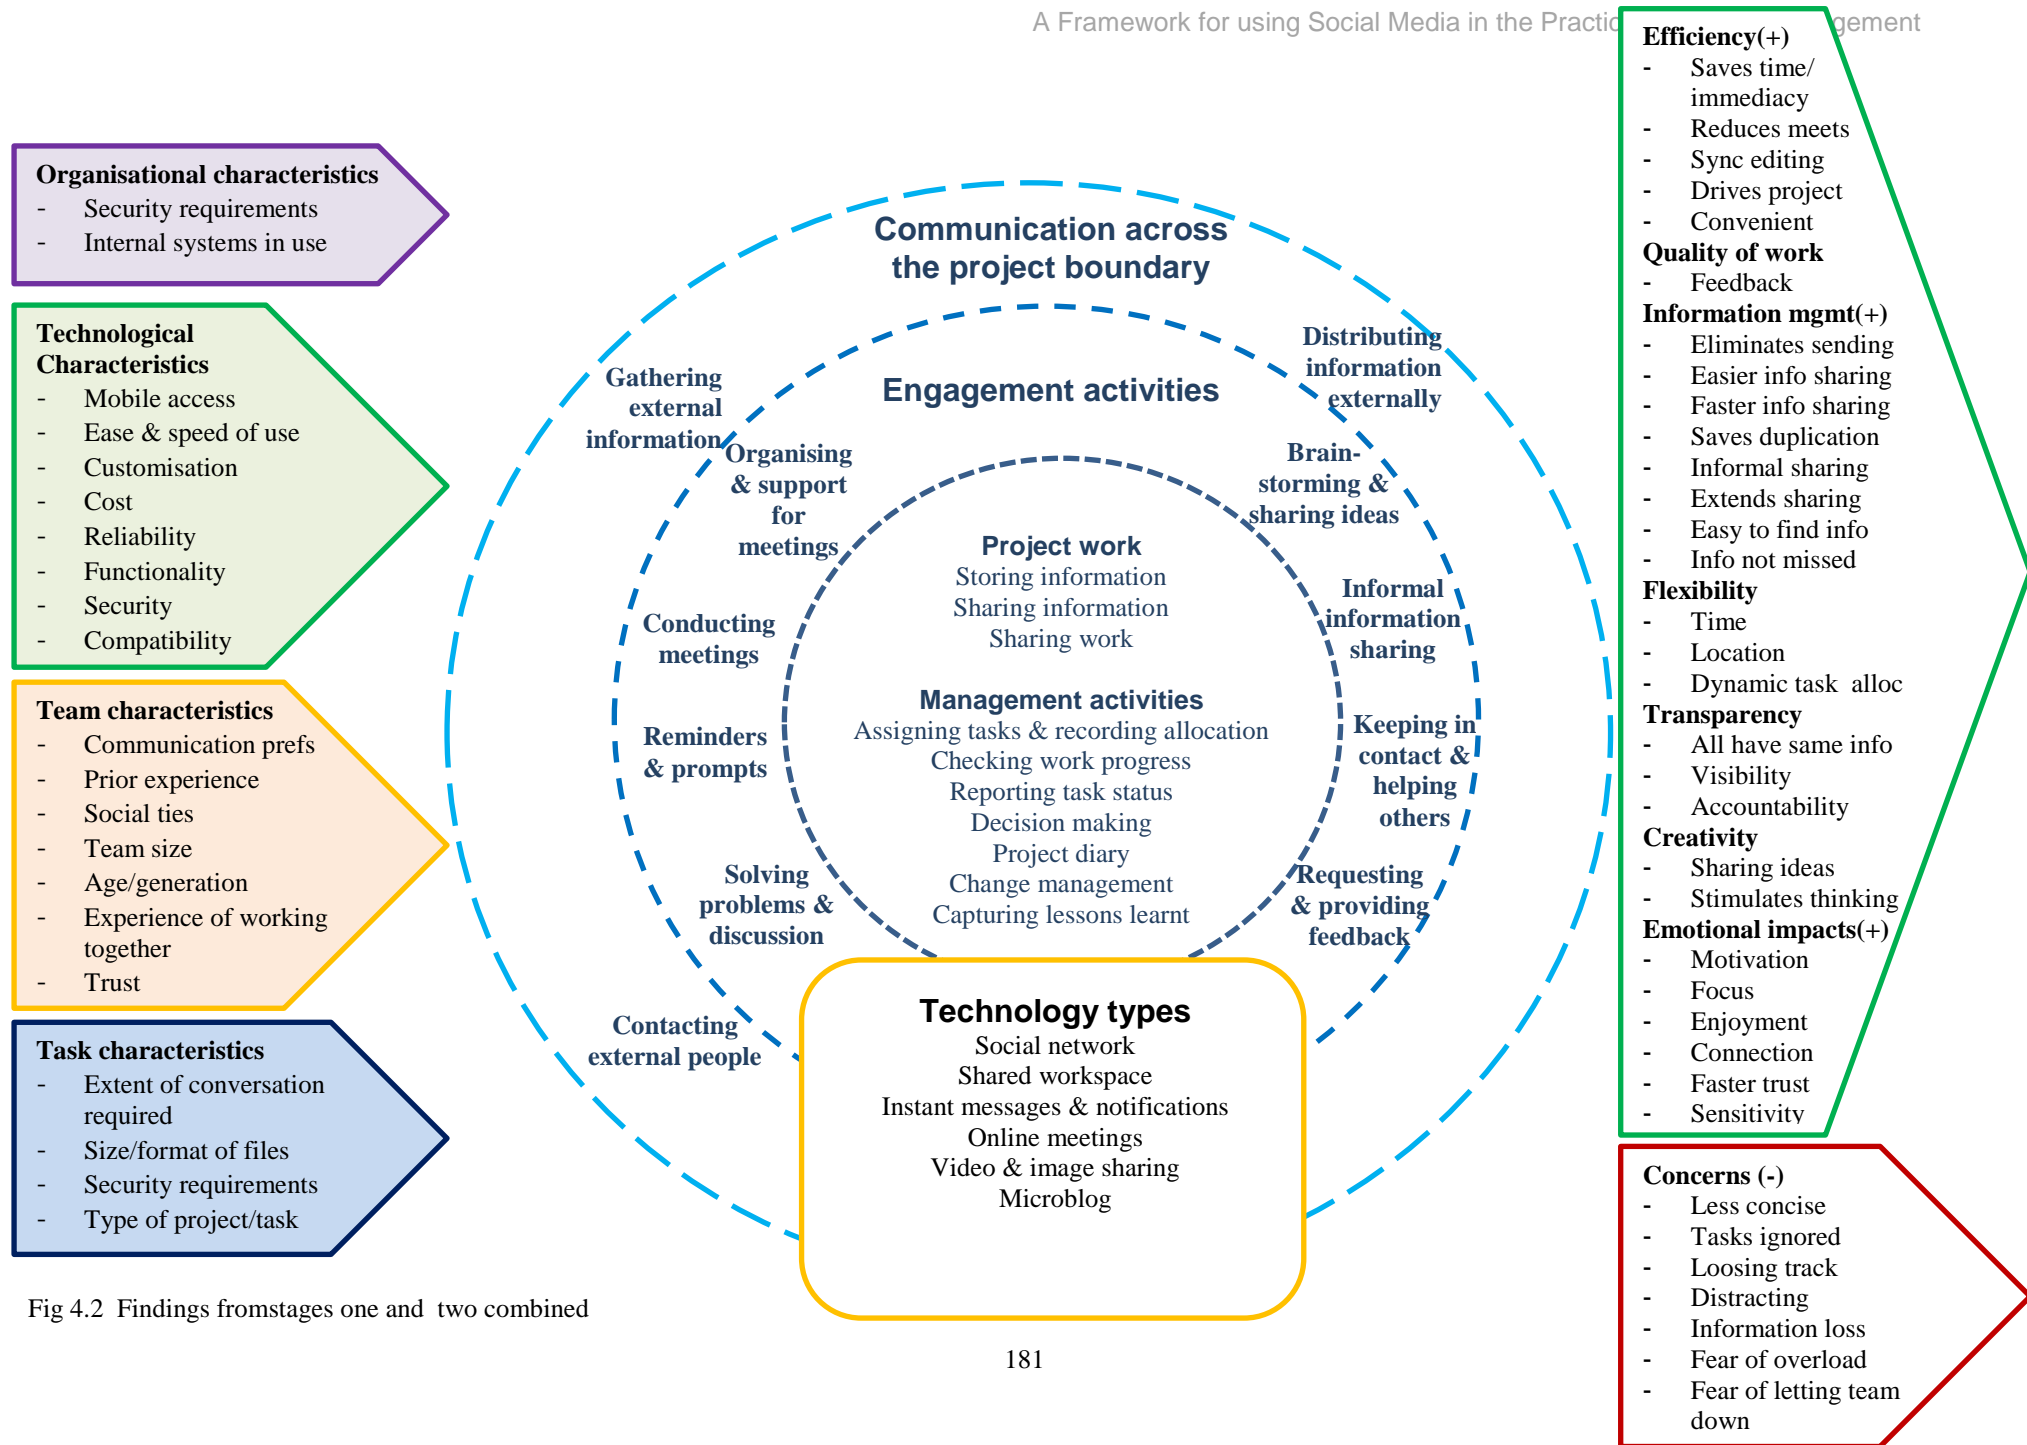 A Framework for using Social Media in the Practic gement
Organisational characteristics
- Security requirements
- Internal systems in use
Technological
Characteristics
- Mobile access
- Ease & speed of use
- Customisation
- Cost
- Reliability
- Functionality
- Security
- Compatibility
Team characteristics
- Communication prefs
- Prior experience
- Social ties
- Team size
- Age/generation
- Experience of working
together
- Trust
Task characteristics
- Extent of conversation
required
- Size/format of files
- Security requirements
- Type of project/task
Communication across
the project boundary
Gathering
external
information
Distributing
information
externally
Contacting
external people
Engagement activities
Organising
& support
for
meetings
Conducting
meetings
Reminders
& prompts
Solving
problems &
discussion
Brain-
storming &
sharing ideas
Informal
information
sharing
Keeping in
contact &
helping
others
Requesting
& providing
feedback
Project work
Storing information
Sharing information
Sharing work
Management activities
Assigning tasks & recording allocation
Checking work progress
Reporting task status
Decision making
Project diary
Change management
Capturing lessons learnt
Technology types
Social network
Shared workspace
Instant messages & notifications
Online meetings
Video & image sharing
Microblog
Efficiency(+)
- Saves time/
immediacy
- Reduces meets
- Sync editing
- Drives project
- Convenient
Quality of work
- Feedback
Information mgmt(+)
- Eliminates sending
- Easier info sharing
- Faster info sharing
- Saves duplication
- Informal sharing
- Extends sharing
- Easy to find info
- Info not missed
Flexibility
- Time
- Location
- Dynamic task alloc
Transparency
- All have same info
- Visibility
- Accountability
Creativity
- Sharing ideas
- Stimulates thinking
Emotional impacts(+)
- Motivation
- Focus
- Enjoyment
- Connection
- Faster trust
- Sensitivity
Concerns (-)
- Less concise
- Tasks ignored
- Loosing track
- Distracting
- Information loss
- Fear of overload
- Fear of letting team
down
Fig 4.2 Findings fromstages one and two combined
181